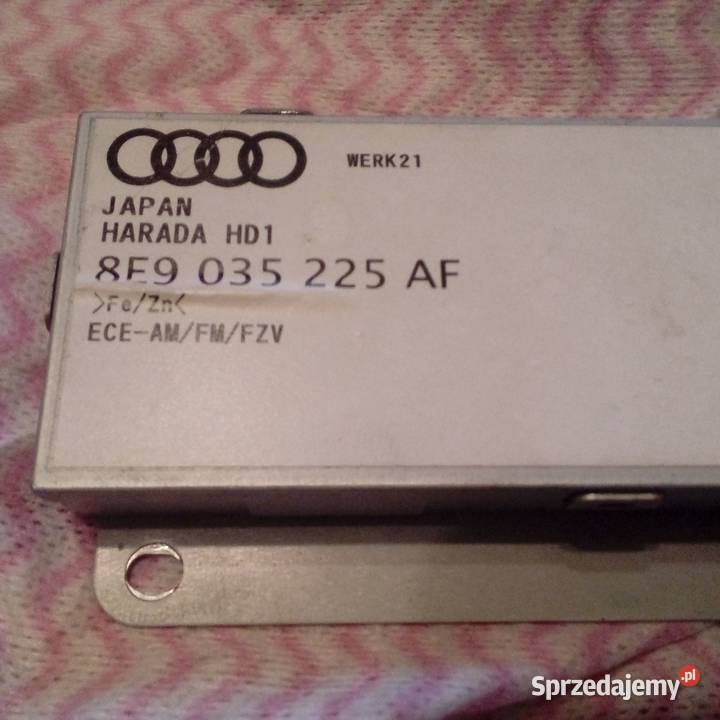 WERK21
JAPAN
HARADA HD1
8E9 035 225 AF
>Fe/Zn<
ECE-AM/FM/FZV
Sprzedajemy.pl